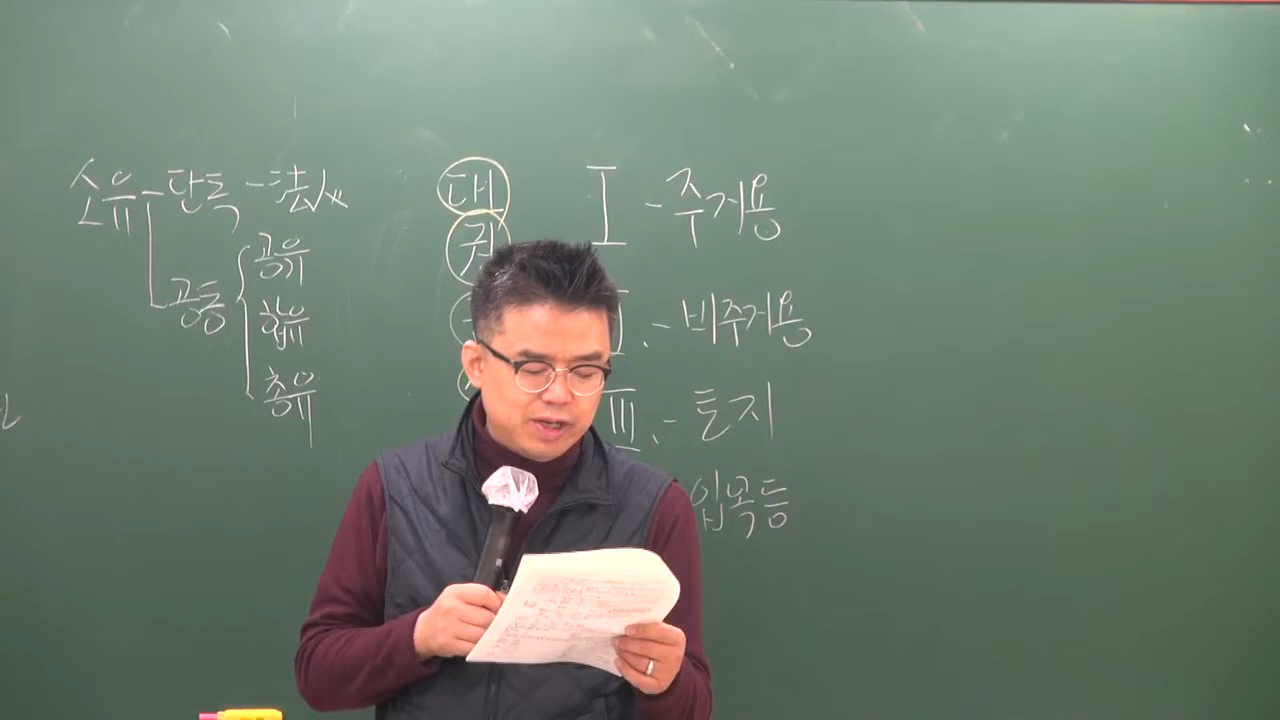 소유 - 단독 - 法人
공동
공유
합유
총유
대
권
Ⅰ - 주거용
Ⅱ. - 비주거용
Ⅲ. - 토지
입목등